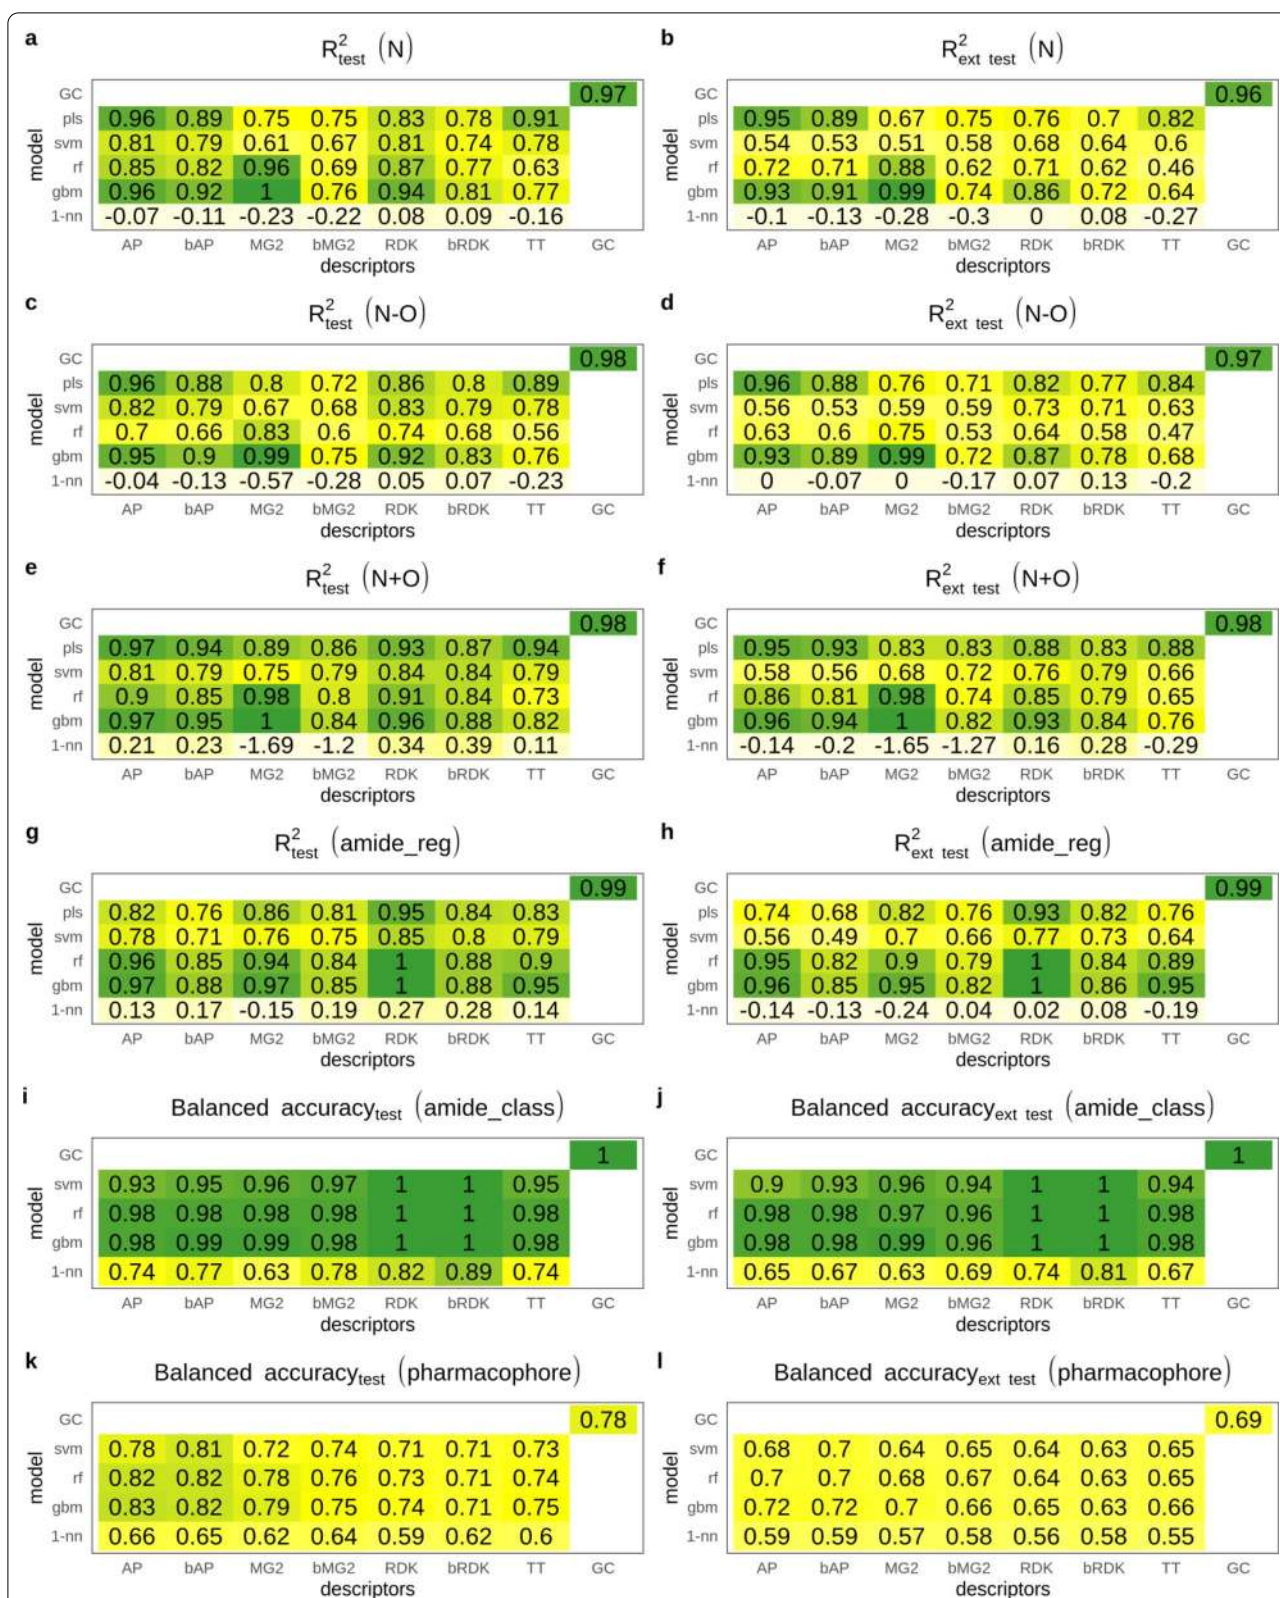 a R²test (N)
GC 0.97
pls 0.96 0.89 0.75 0.75 0.83 0.78 0.91
svm 0.81 0.79 0.61 0.67 0.81 0.74 0.78
rf 0.85 0.82 0.96 0.69 0.87 0.77 0.63
gbm 0.96 0.92 1 0.76 0.94 0.81 0.77
1-nn -0.07 -0.11 -0.23 -0.22 0.08 0.09 -0.16
model
AP bAP MG2 bMG2 RDK bRDK TT GC
descriptors
b R²ext test (N)
GC 0.96
pls 0.95 0.89 0.67 0.75 0.76 0.7 0.82
svm 0.54 0.53 0.51 0.58 0.68 0.64 0.6
rf 0.72 0.71 0.88 0.62 0.71 0.62 0.46
gbm 0.93 0.91 0.99 0.74 0.86 0.72 0.64
1-nn -0.1 -0.13 -0.28 -0.3 0 0.08 -0.27
model
AP bAP MG2 bMG2 RDK bRDK TT GC
descriptors
c R²test (N-O)
GC 0.98
pls 0.96 0.88 0.8 0.72 0.86 0.8 0.89
svm 0.82 0.79 0.67 0.68 0.83 0.79 0.78
rf 0.7 0.66 0.83 0.6 0.74 0.68 0.56
gbm 0.95 0.9 0.99 0.75 0.92 0.83 0.76
1-nn -0.04 -0.13 -0.57 -0.28 0.05 0.07 -0.23
model
AP bAP MG2 bMG2 RDK bRDK TT GC
descriptors
d R²ext test (N-O)
GC 0.97
pls 0.96 0.88 0.76 0.71 0.82 0.77 0.84
svm 0.56 0.53 0.59 0.59 0.73 0.71 0.63
rf 0.63 0.6 0.75 0.53 0.64 0.58 0.47
gbm 0.93 0.89 0.99 0.72 0.87 0.78 0.68
1-nn 0 -0.07 0 -0.17 0.07 0.13 -0.2
model
AP bAP MG2 bMG2 RDK bRDK TT GC
descriptors
e R²test (N+O)
GC 0.98
pls 0.97 0.94 0.89 0.86 0.93 0.87 0.94
svm 0.81 0.79 0.75 0.79 0.84 0.84 0.79
rf 0.9 0.85 0.98 0.8 0.91 0.84 0.73
gbm 0.97 0.95 1 0.84 0.96 0.88 0.82
1-nn 0.21 0.23 -1.69 -1.2 0.34 0.39 0.11
model
AP bAP MG2 bMG2 RDK bRDK TT GC
descriptors
f R²ext test (N+O)
GC 0.98
pls 0.95 0.93 0.83 0.83 0.88 0.83 0.88
svm 0.58 0.56 0.68 0.72 0.76 0.79 0.66
rf 0.86 0.81 0.98 0.74 0.85 0.79 0.65
gbm 0.96 0.94 1 0.82 0.93 0.84 0.76
1-nn -0.14 -0.2 -1.65 -1.27 0.16 0.28 -0.29
model
AP bAP MG2 bMG2 RDK bRDK TT GC
descriptors
g R²test (amide_reg)
GC 0.99
pls 0.82 0.76 0.86 0.81 0.95 0.84 0.83
svm 0.78 0.71 0.76 0.75 0.85 0.8 0.79
rf 0.96 0.85 0.94 0.84 1 0.88 0.9
gbm 0.97 0.88 0.97 0.85 1 0.88 0.95
1-nn 0.13 0.17 -0.15 0.19 0.27 0.28 0.14
model
AP bAP MG2 bMG2 RDK bRDK TT GC
descriptors
h R²ext test (amide_reg)
GC 0.99
pls 0.74 0.68 0.82 0.76 0.93 0.82 0.76
svm 0.56 0.49 0.7 0.66 0.77 0.73 0.64
rf 0.95 0.82 0.9 0.79 1 0.84 0.89
gbm 0.96 0.85 0.95 0.82 1 0.86 0.95
1-nn -0.14 -0.13 -0.24 0.04 0.02 0.08 -0.19
model
AP bAP MG2 bMG2 RDK bRDK TT GC
descriptors
i Balanced accuracytest (amide_class)
GC 1
svm 0.93 0.95 0.96 0.97 1 1 0.95
rf 0.98 0.98 0.98 0.98 1 1 0.98
gbm 0.98 0.99 0.99 0.98 1 1 0.98
1-nn 0.74 0.77 0.63 0.78 0.82 0.89 0.74
model
AP bAP MG2 bMG2 RDK bRDK TT GC
descriptors
j Balanced accuracyext test (amide_class)
GC 1
svm 0.9 0.93 0.96 0.94 1 1 0.94
rf 0.98 0.98 0.97 0.96 1 1 0.98
gbm 0.98 0.98 0.99 0.96 1 1 0.98
1-nn 0.65 0.67 0.63 0.69 0.74 0.81 0.67
model
AP bAP MG2 bMG2 RDK bRDK TT GC
descriptors
k Balanced accuracytest (pharmacophore)
GC 0.78
svm 0.78 0.81 0.72 0.74 0.71 0.71 0.73
rf 0.82 0.82 0.78 0.76 0.73 0.71 0.74
gbm 0.83 0.82 0.79 0.75 0.74 0.71 0.75
1-nn 0.66 0.65 0.62 0.64 0.59 0.62 0.6
model
AP bAP MG2 bMG2 RDK bRDK TT GC
descriptors
l Balanced accuracyext test (pharmacophore)
GC 0.69
svm 0.68 0.7 0.64 0.65 0.64 0.63 0.65
rf 0.7 0.7 0.68 0.67 0.64 0.63 0.65
gbm 0.72 0.72 0.7 0.66 0.65 0.63 0.66
1-nn 0.59 0.59 0.57 0.58 0.56 0.58 0.55
model
AP bAP MG2 bMG2 RDK bRDK TT GC
descriptors